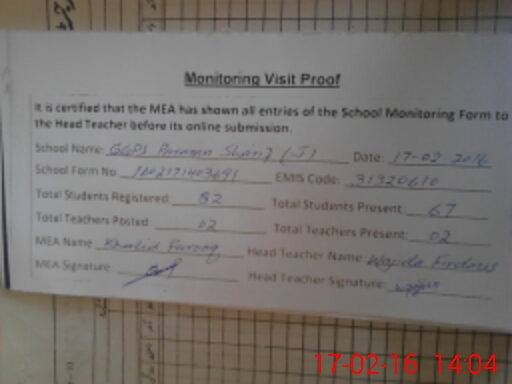 Monitoring Visit Proof
It is certified that the MEA has shown all entries of the School Monitoring Form to
the Head Teacher before its online submission.
School Name: GGPS (J) Date: 17-02-2016
School Form No: EMIS Code: 31320610
Total Students Registered: 82 Total Students Present: 67
Total Teachers Posted: 02 Total Teachers Present: 02
MEA Name: Khalid Farooq Head Teacher Name: Firdous
MEA Signature: Head Teacher Signature:
17-02-16 14:04